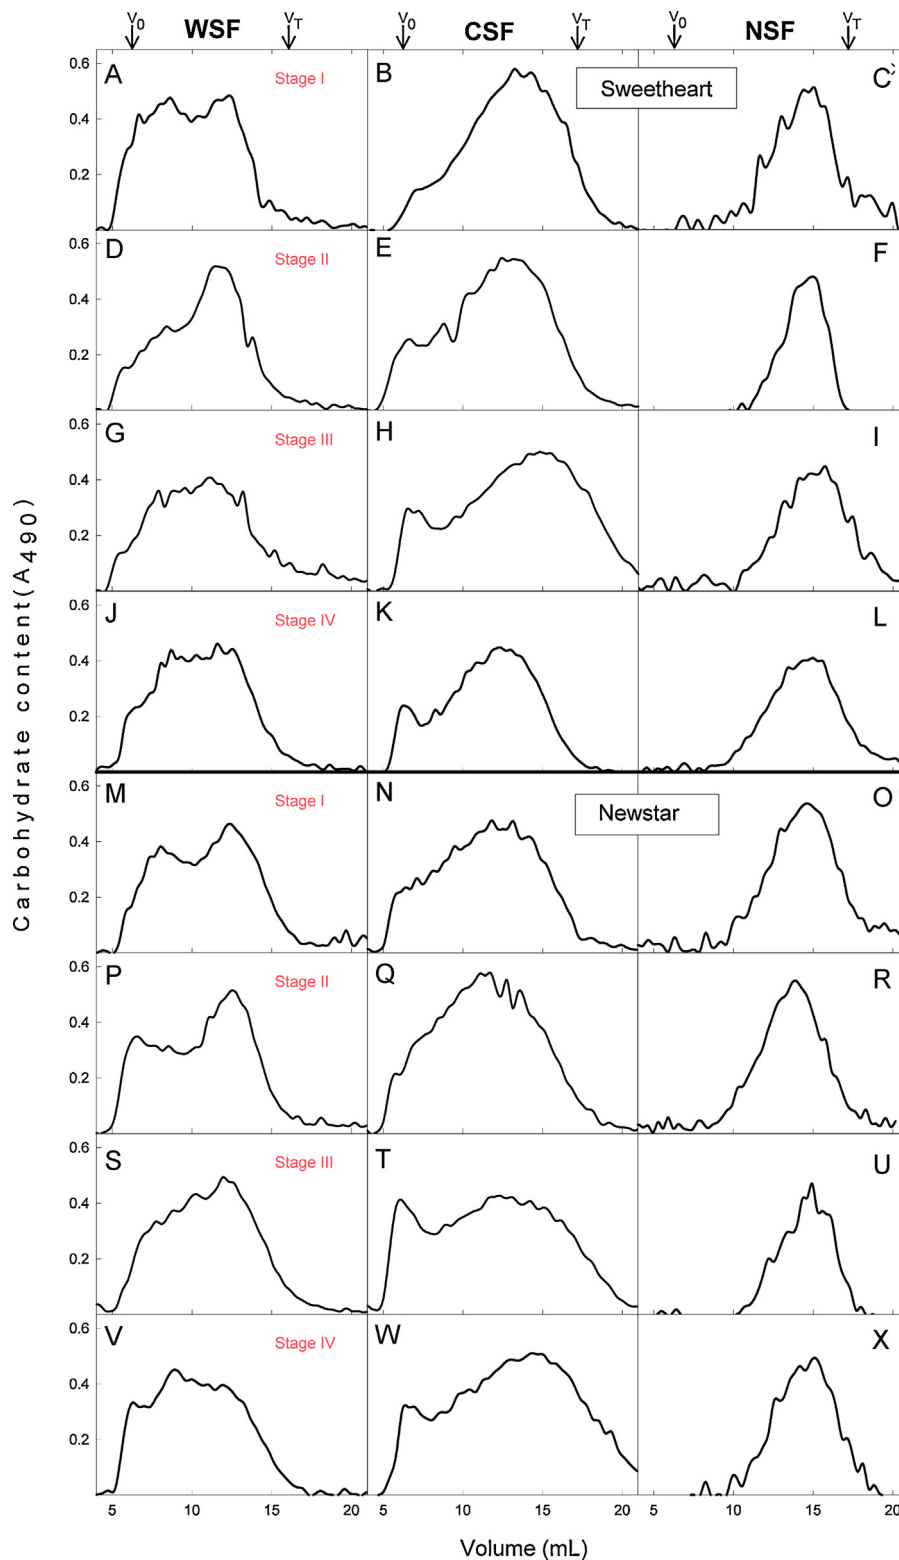 V0 WSF VT V0 CSF VT V0 NSF VT
0.6 A Stage I B Sweetheart C
0.4
0.2
0.6 D Stage II E F
0.4
0.2
0.6 G Stage III H I
0.4
0.2
0.6 J Stage IV K L
0.4
0.2
0.6 M Stage I N Newstar O
0.4
0.2
0.6 P Stage II Q R
0.4
0.2
0.6 S Stage III T U
0.4
0.2
0.6 V Stage IV W X
0.4
0.2
5 10 15 20 5 10 15 20 5 10 15 20
Carbohydrate content(A490)
Volume (mL)